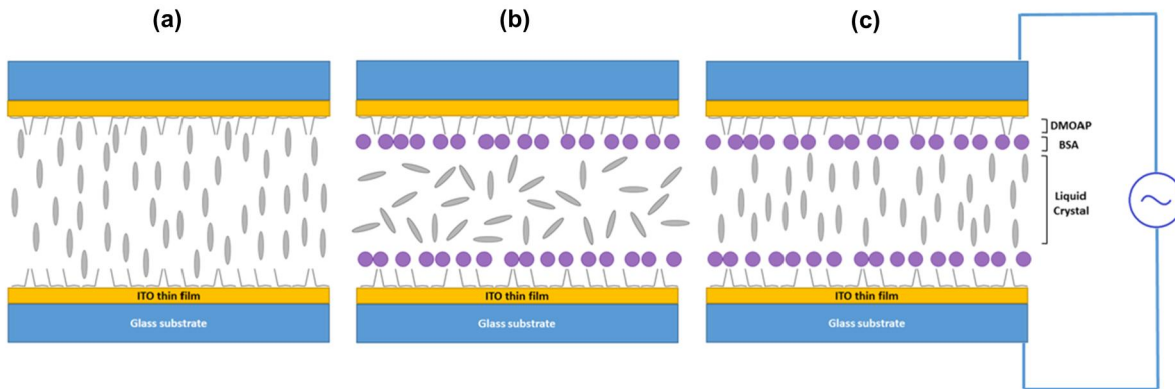 (a)
(b)
(c)
DMOAP
BSA
Liquid
Crystal
ITO thin film
ITO thin film
ITO thin film
Glass substrate
Glass substrate
Glass substrate